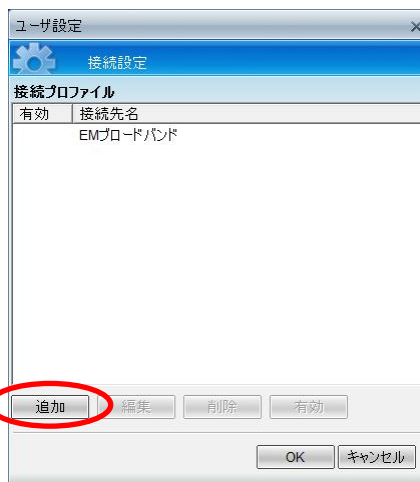 ユーザ設定
接続設定
接続プロファイル
有効 接続先名
EMブロードバンド
追加 編集 削除 有効
OK キャンセル